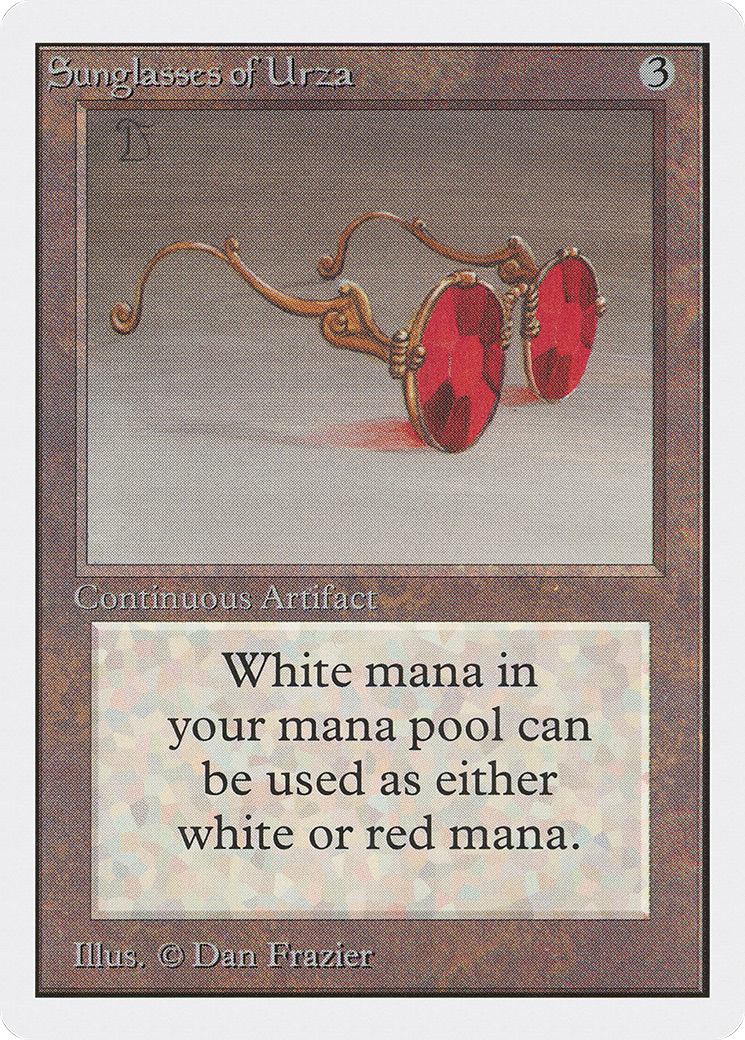 Sunglasses of Urza
3
Continuous Artifact
White mana in
your mana pool can
be used as either
white or red mana.
Illus. © Dan Frazier